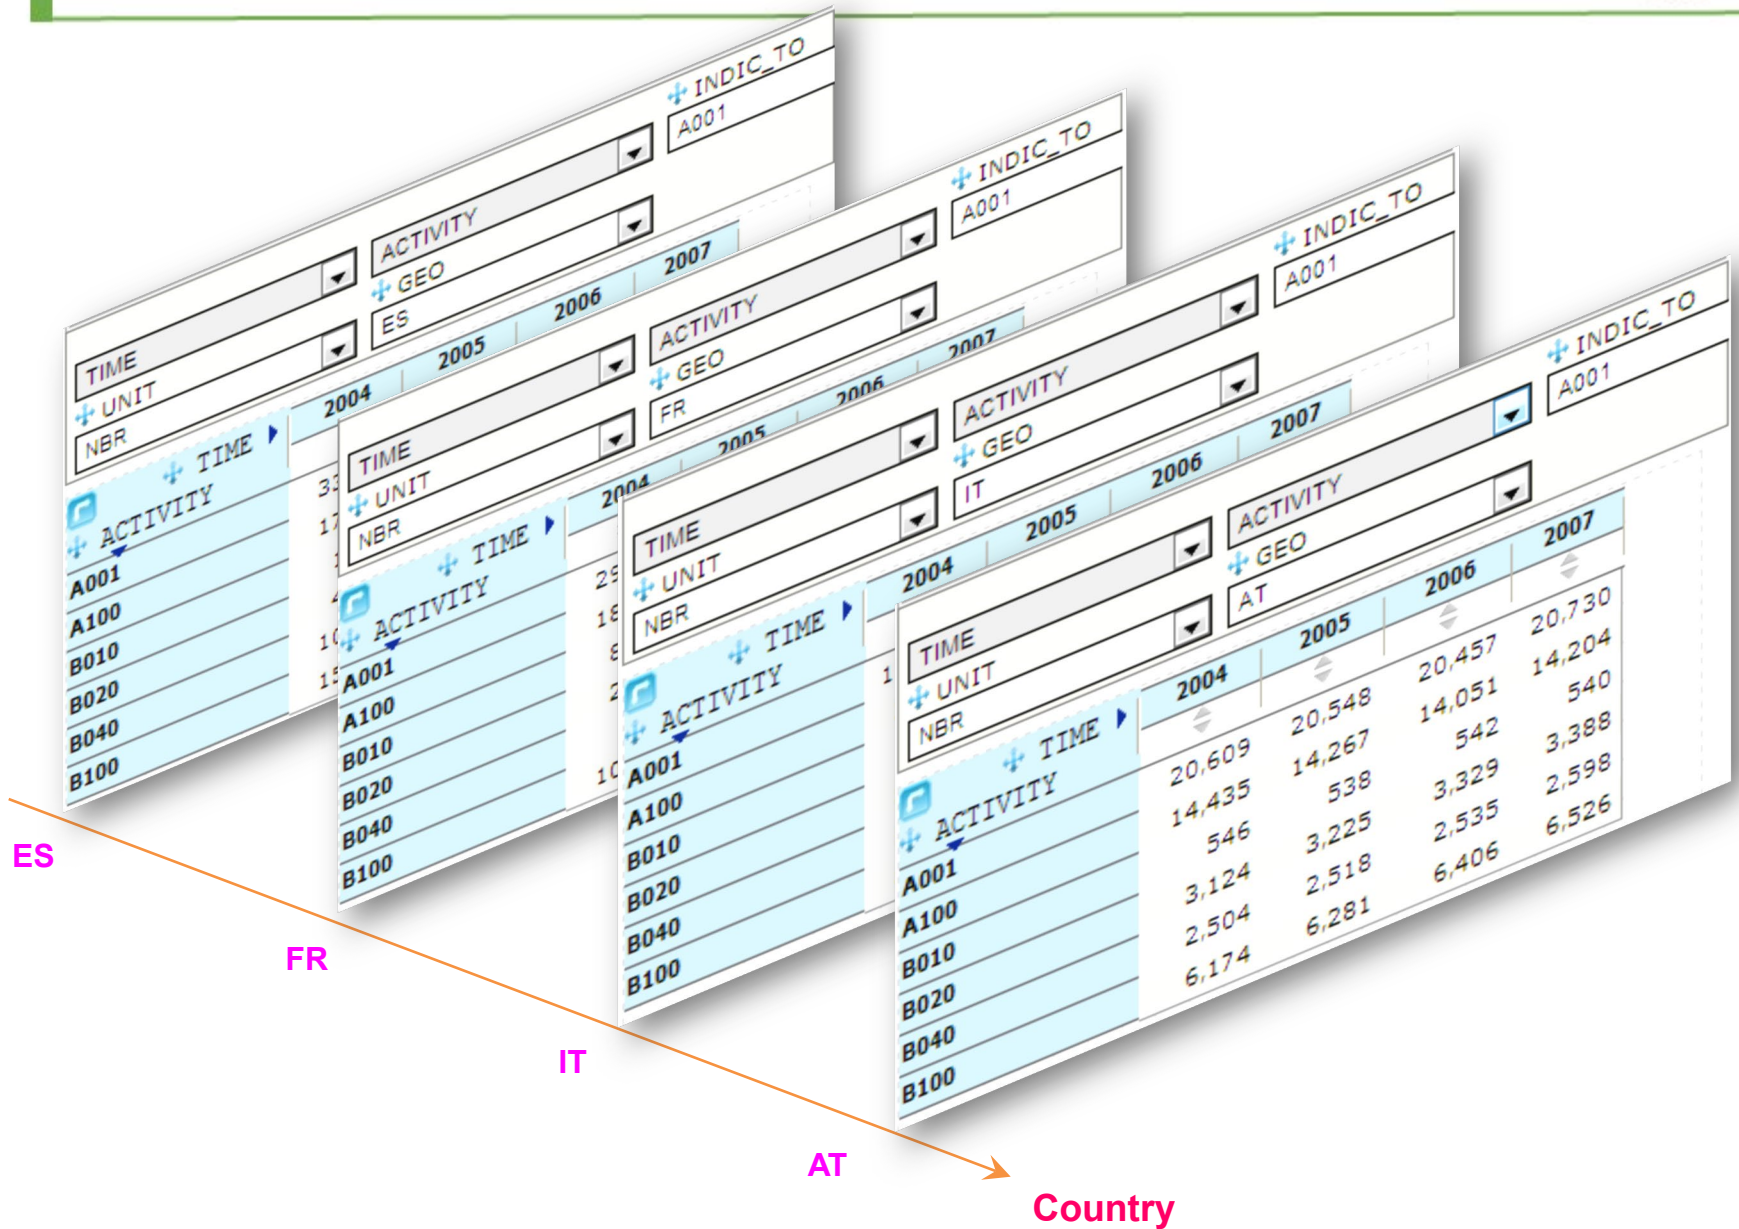 INDIC_TO
A001
ACTIVITY
GEO
ES
TIME
UNIT
NBR
2004 2005 2006 2007
TIME
ACTIVITY
A001
A100
B010
B020
B040
B100
INDIC_TO
A001
ACTIVITY
GEO
FR
TIME
UNIT
NBR
2004 2005 2006 2007
TIME
ACTIVITY
A001
A100
B010
B020
B040
B100
INDIC_TO
A001
ACTIVITY
GEO
IT
TIME
UNIT
NBR
2004 2005 2006 2007
TIME
ACTIVITY
A001
A100
B010
B020
B040
B100
INDIC_TO
A001
ACTIVITY
GEO
AT
TIME
UNIT
NBR
2004 2005 2006 2007
TIME
ACTIVITY
A001 20,609 20,548 20,457 20,730
A100 14,435 14,267 14,051 14,204
B010 546 538 542 540
B020 3,124 3,225 3,329 3,388
B040 2,504 2,518 2,535 2,598
B100 6,174 6,281 6,406 6,526
ES
FR
IT
AT
Country